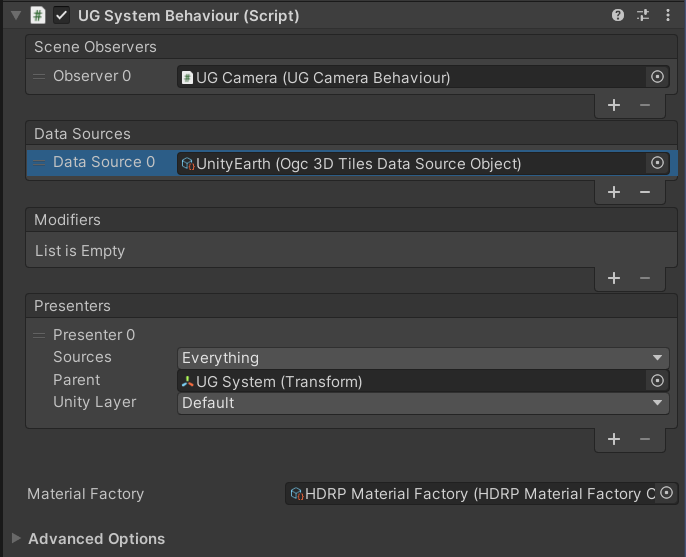 UG System Behaviour (Script)
Scene Observers
Observer 0 UG Camera (UG Camera Behaviour)
Data Sources
Data Source 0 UnityEarth (Ogc 3D Tiles Data Source Object)
Modifiers
List is Empty
Presenters
Presenter 0
Sources Everything
Parent UG System (Transform)
Unity Layer Default
Material Factory HDRP Material Factory (HDRP Material Factory
Advanced Options